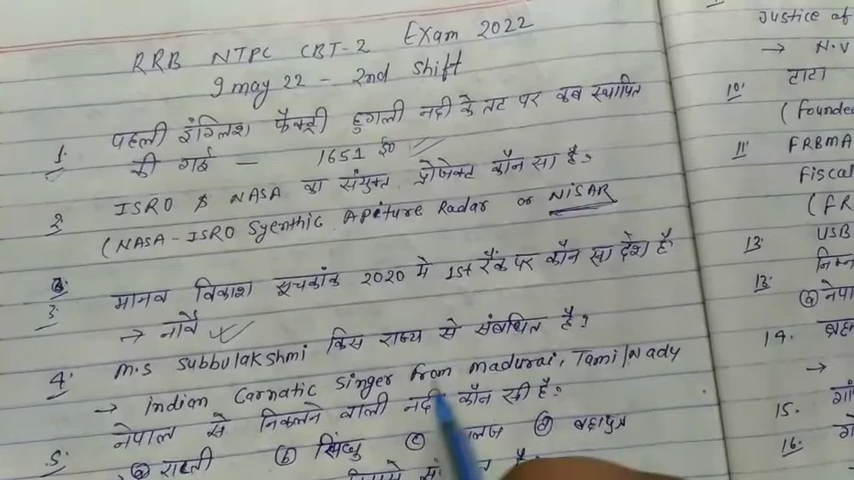 RRB NTPC CBT-2 Exam 2022
9 may 22 - 2nd Shift
1. पहली इंग्लिश फैक्ट्री हुगली नदी के तट पर कब स्थापित
की गई - 1651 ई०
2. ISRO & NASA का संयुक्त प्रोजेक्ट कौन सा है?
(NASA-ISRO Syenthic Apeture Radar or NISAR
3. मानव विकाश सूचकांक 2020 मे 1st रैंक पर कौन सा देश है
→ नार्वे
4. M.S Subbulakshmi किस राज्य से संबंधित है?
→ Indian Carnatic Singer from Madurai, Tamil Nady
5. नेपाल से निकलने वाली नदी कौन सी है?
(a) राप्ती (b) सिंधु (c) (d) ब्रह्मपुत्र
Justice of
→ N.V
10. टाटा
(Founde
11. FRBMA
Fiscal
(FR
13. USB
13. निम्न
(a) नेपा
14.
→
15.
16.